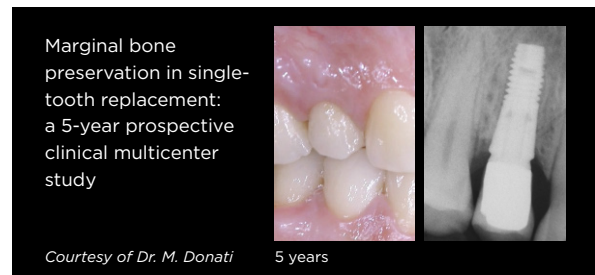 Marginal bone
preservation in single-
tooth replacement:
a 5-year prospective
clinical multicenter
study
Courtesy of Dr. M. Donati
5 years